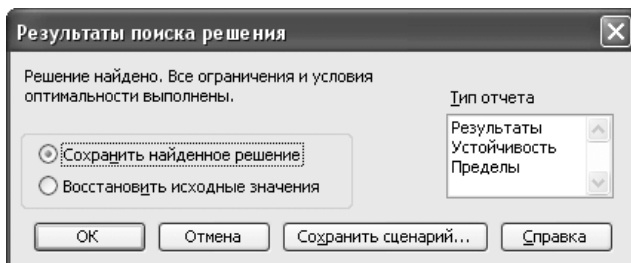 Результаты поиска решения
Решение найдено. Все ограничения и условия
оптимальности выполнены.
Тип отчета
Результаты
Устойчивость
Пределы
Сохранить найденное решение
Восстановить исходные значения
ОК
Отмена
Сохранить сценарий...
Справка